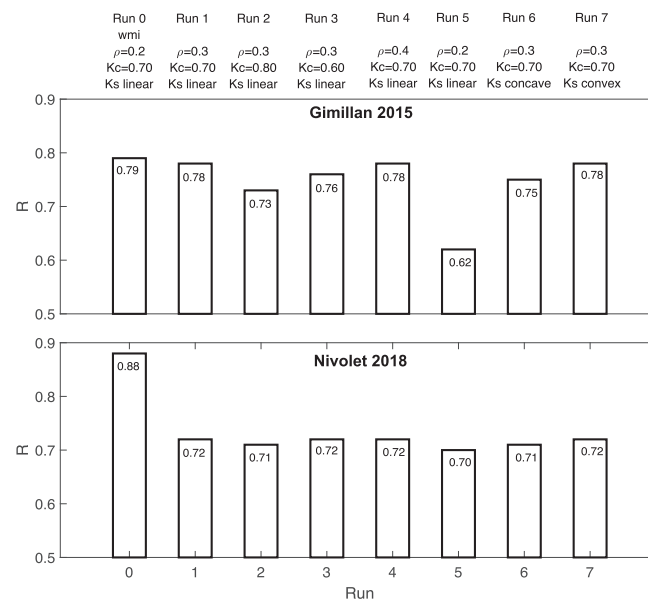 Run 0 Run 1 Run 2 Run 3 Run 4 Run 5 Run 6 Run 7
wmi
ρ=0.2 ρ=0.3 ρ=0.3 ρ=0.3 ρ=0.4 ρ=0.2 ρ=0.3 ρ=0.3
Kc=0.70 Kc=0.70 Kc=0.80 Kc=0.60 Kc=0.70 Kc=0.70 Kc=0.70 Kc=0.70
Ks linear Ks linear Ks linear Ks linear Ks linear Ks linear Ks concave Ks convex
0.9
Gimillan 2015
0.8
0.79 0.78 0.73 0.76 0.78 0.62 0.75 0.78
R
0.7
0.6
0.5
0.9
Nivolet 2018
0.88 0.72 0.71 0.72 0.72 0.70 0.71 0.72
0.8
R
0.7
0.6
0.5
0 1 2 3 4 5 6 7
Run